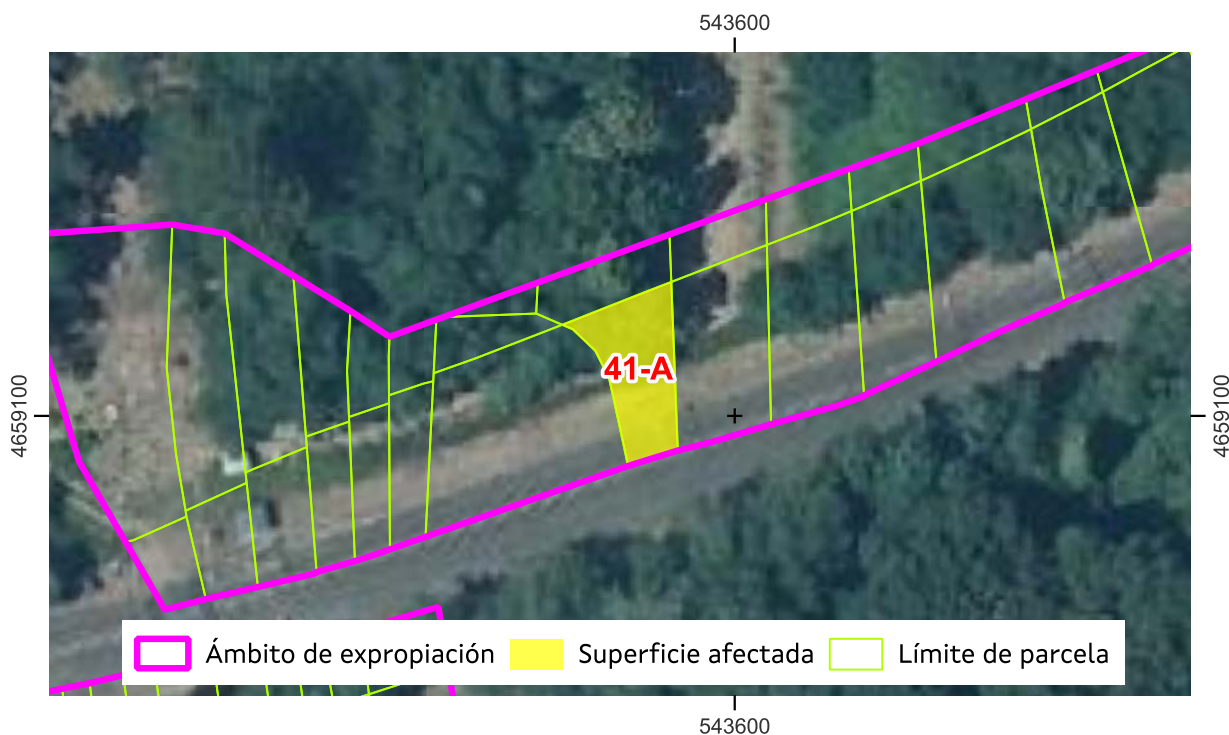 543600
4659100
4659100
41-A
Ámbito de expropiación
Superficie afectada
Límite de parcela
543600